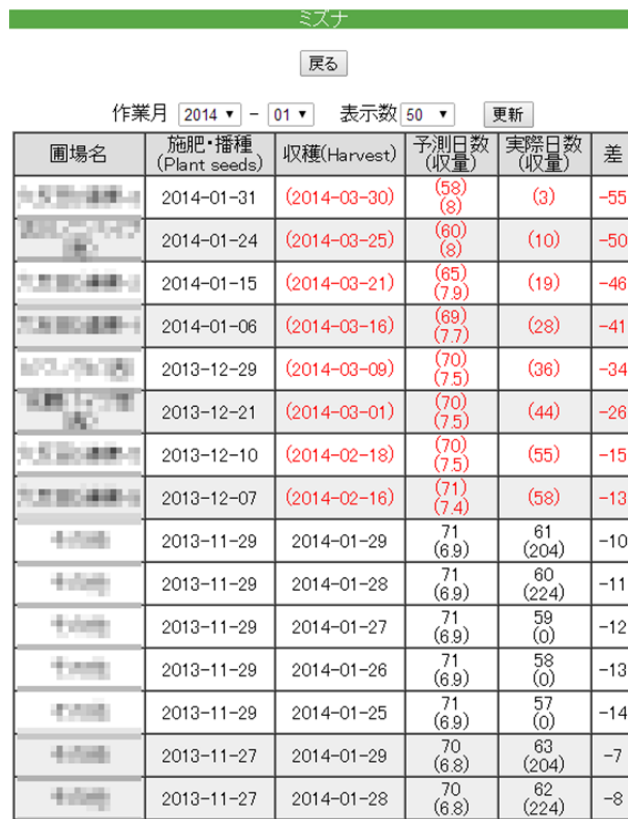 ミズナ
戻る
作業月 2014 ▼ - 01 ▼ 表示数 50 ▼ 更新
圃場名 施肥・播種 (Plant seeds) 収穫(Harvest) 予測日数 (収量) 実際日数 (収量) 差
2014-01-31 (2014-03-30) (58) (8) (3) -55
2014-01-24 (2014-03-25) (60) (8) (10) -50
2014-01-15 (2014-03-21) (65) (7.9) (19) -46
2014-01-06 (2014-03-16) (69) (7.7) (28) -41
2013-12-29 (2014-03-09) (70) (7.5) (36) -34
2013-12-21 (2014-03-01) (70) (7.5) (44) -26
2013-12-10 (2014-02-18) (70) (7.5) (55) -15
2013-12-07 (2014-02-16) (71) (7.4) (58) -13
2013-11-29 2014-01-29 71 (6.9) 61 (204) -10
2013-11-29 2014-01-28 71 (6.9) 60 (224) -11
2013-11-29 2014-01-27 71 (6.9) 59 (0) -12
2013-11-29 2014-01-26 71 (6.9) 58 (0) -13
2013-11-29 2014-01-25 71 (6.9) 57 (0) -14
2013-11-27 2014-01-29 70 (6.8) 63 (204) -7
2013-11-27 2014-01-28 70 (6.8) 62 (224) -8